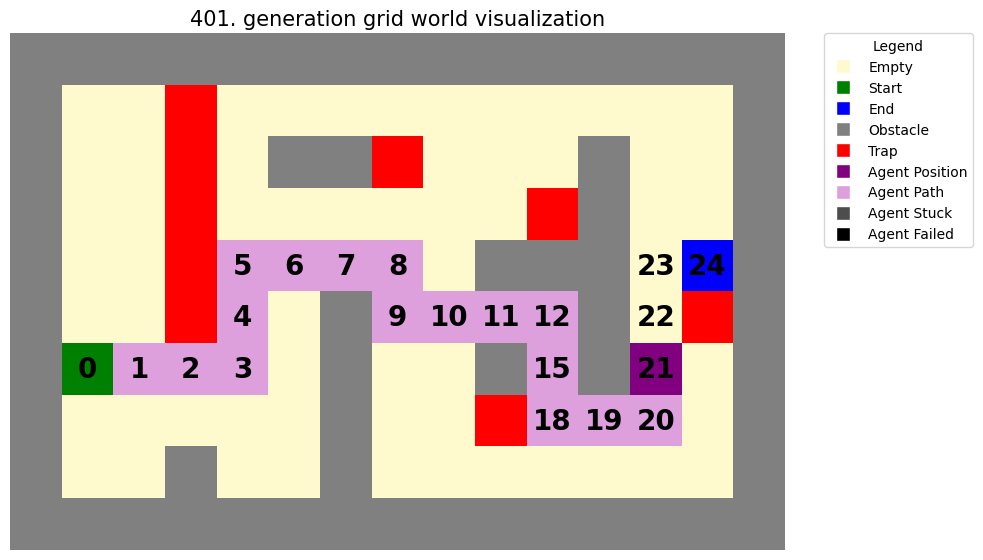 401. generation grid world visualization
Legend
Empty
Start
End
Obstacle
Trap
Agent Position
Agent Path
Agent Stuck
Agent Failed
5 6 7 8 23 24
4 9 10 11 12 22
0 1 2 3 15 21
18 19 20